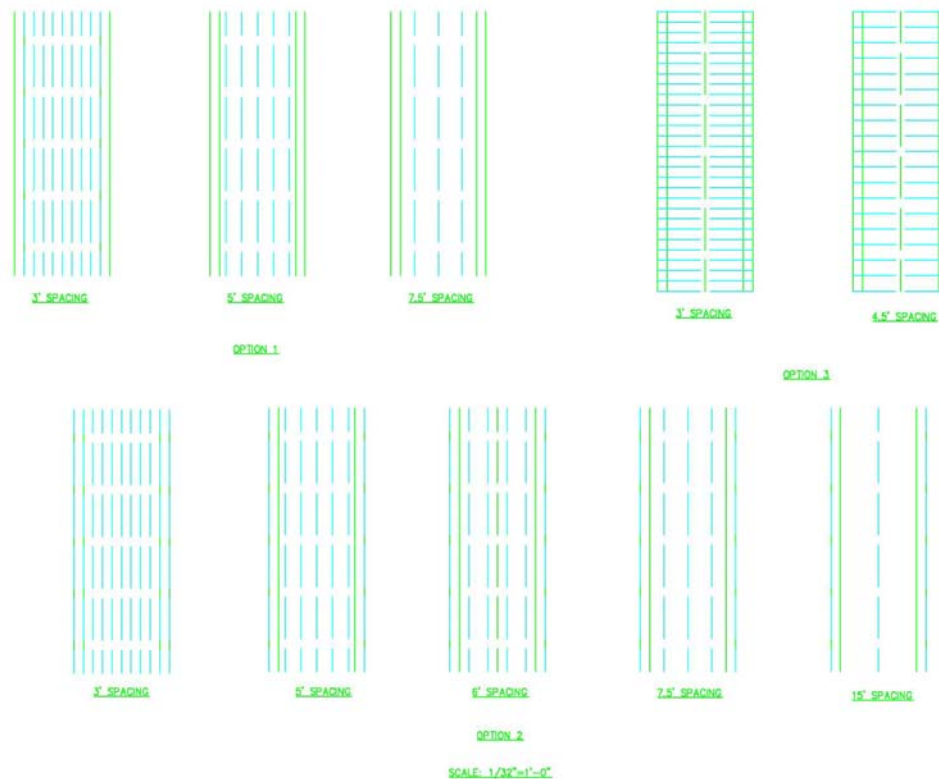 3' SPACING
5' SPACING
7.5' SPACING
OPTION 1
3' SPACING
4.5' SPACING
OPTION 3
3' SPACING
5' SPACING
6' SPACING
7.5' SPACING
15' SPACING
OPTION 2
SCALE: 1/32"=1'-0"